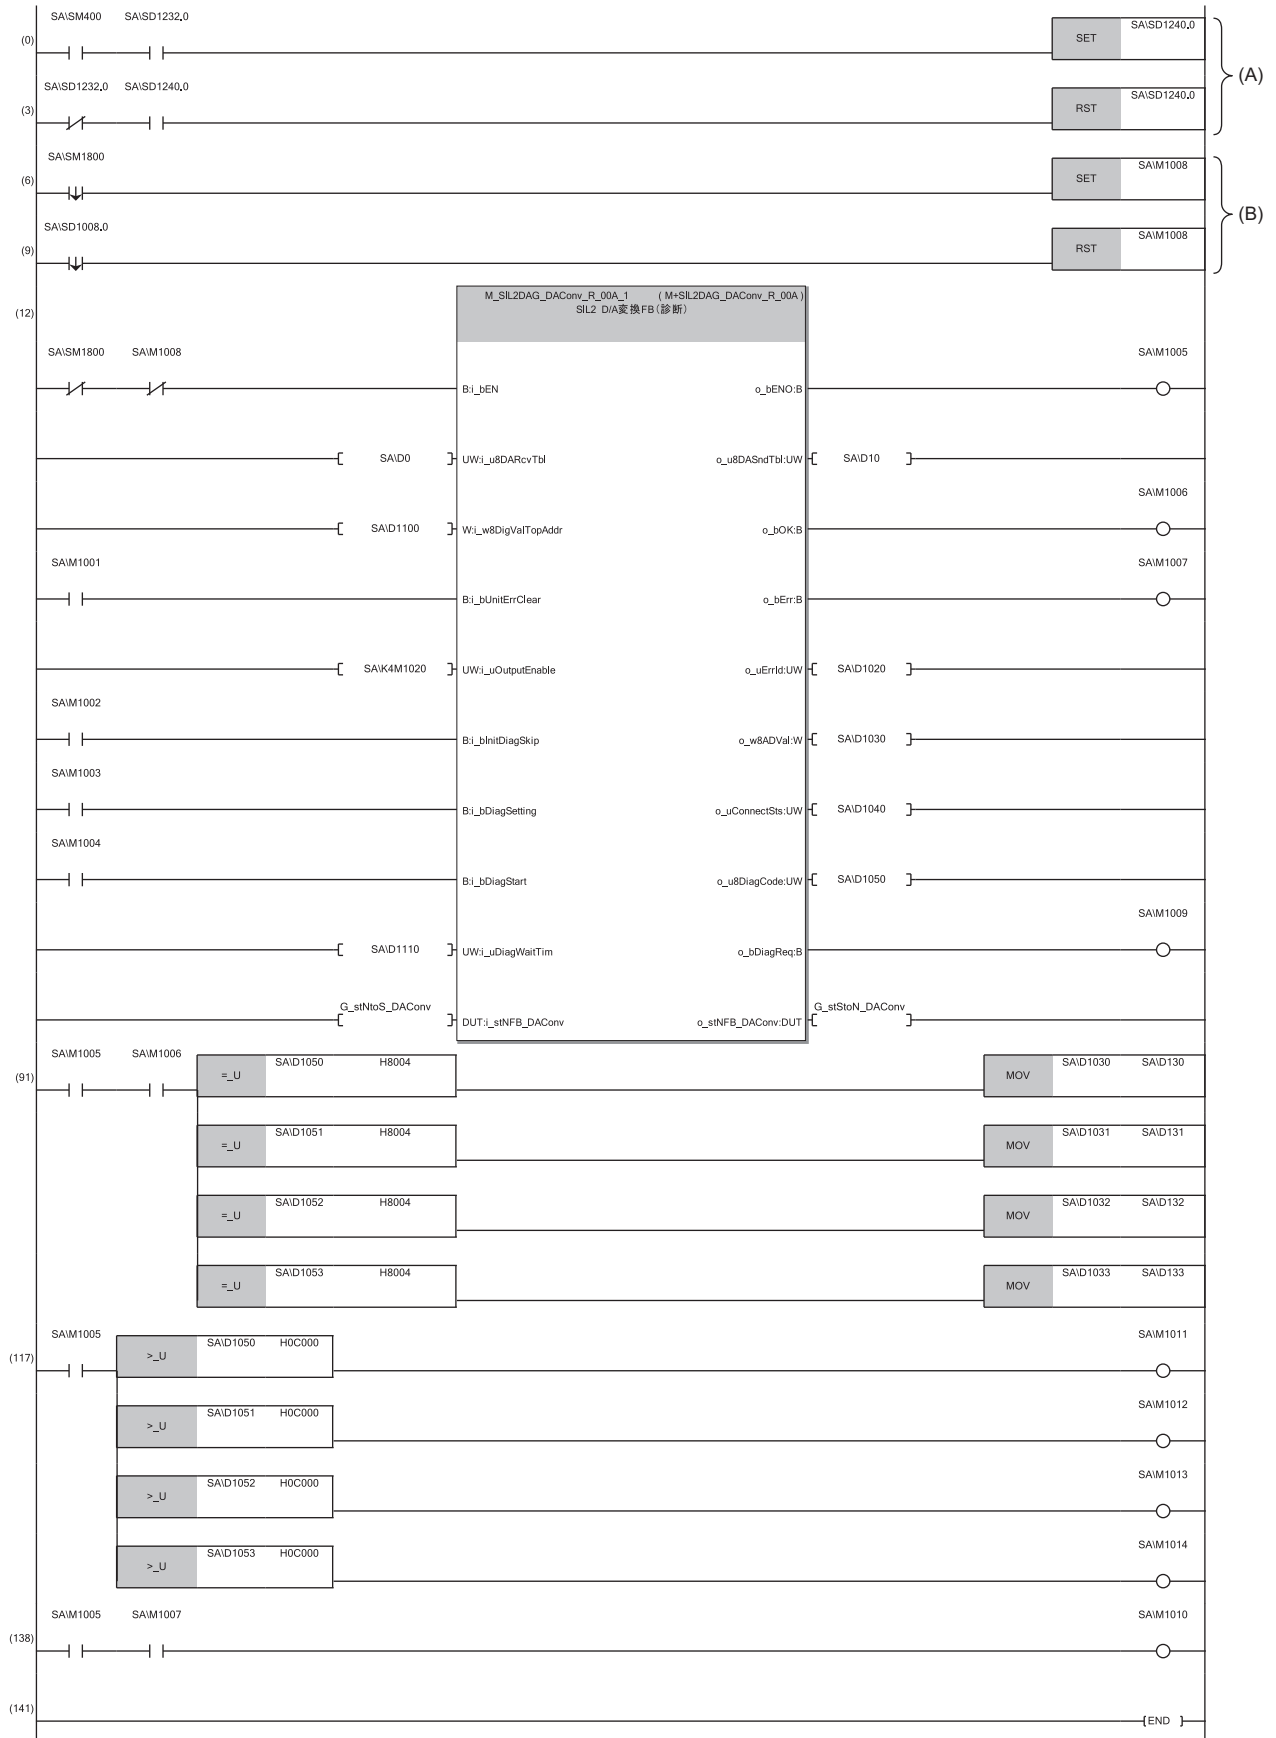 SA\SM400 SA\SD1232.0 SA\SD1240.0
(0) SET
(A)
SA\SD1232.0 SA\SD1240.0 SA\SD1240.0
(3) RST
SA\SM1800 SA\M1008
(6) SET
(B)
SA\SD1008.0 SA\M1008
(9) RST
M_SIL2DAG_DAConv_R_00A_1 ( M+SIL2DAG_DAConv_R_00A )
(12) SIL2 D/A変換FB(診断)
SA\SM1800 SA\M1008 SA\M1005
B:i_bEN o_bENO:B
SA\D0 UW:i_u8DARcvTbl o_u8DASndTbl:UW SA\D10
SA\M1006
SA\D1100 W:i_w8DigValTopAddr o_bOK:B
SA\M1001 SA\M1007
B:i_bUnitErrClear o_bErr:B
SA\K4M1020 UW:i_uOutputEnable o_uErrId:UW SA\D1020
SA\M1002
B:i_bInitDiagSkip o_w8ADVal:W SA\D1030
SA\M1003
B:i_bDiagSetting o_uConnectSts:UW SA\D1040
SA\M1004
B:i_bDiagStart o_u8DiagCode:UW SA\D1050
SA\M1009
SA\D1110 UW:i_uDiagWaitTim o_bDiagReq:B
G_stNtoS_DAConv DUT:i_stNFB_DAConv o_stNFB_DAConv:DUT G_stStoN_DAConv
SA\M1005 SA\M1006 SA\D1050 H8004 SA\D1030 SA\D130
(91) =_U MOV
SA\D1051 H8004 SA\D1031 SA\D131
=_U MOV
SA\D1052 H8004 SA\D1032 SA\D132
=_U MOV
SA\D1053 H8004 SA\D1033 SA\D133
=_U MOV
SA\M1005 SA\D1050 H0C000 SA\M1011
(117) >_U
SA\D1051 H0C000 SA\M1012
>_U
SA\D1052 H0C000 SA\M1013
>_U
SA\D1053 H0C000 SA\M1014
>_U
SA\M1005 SA\M1007 SA\M1010
(138)
(141) END